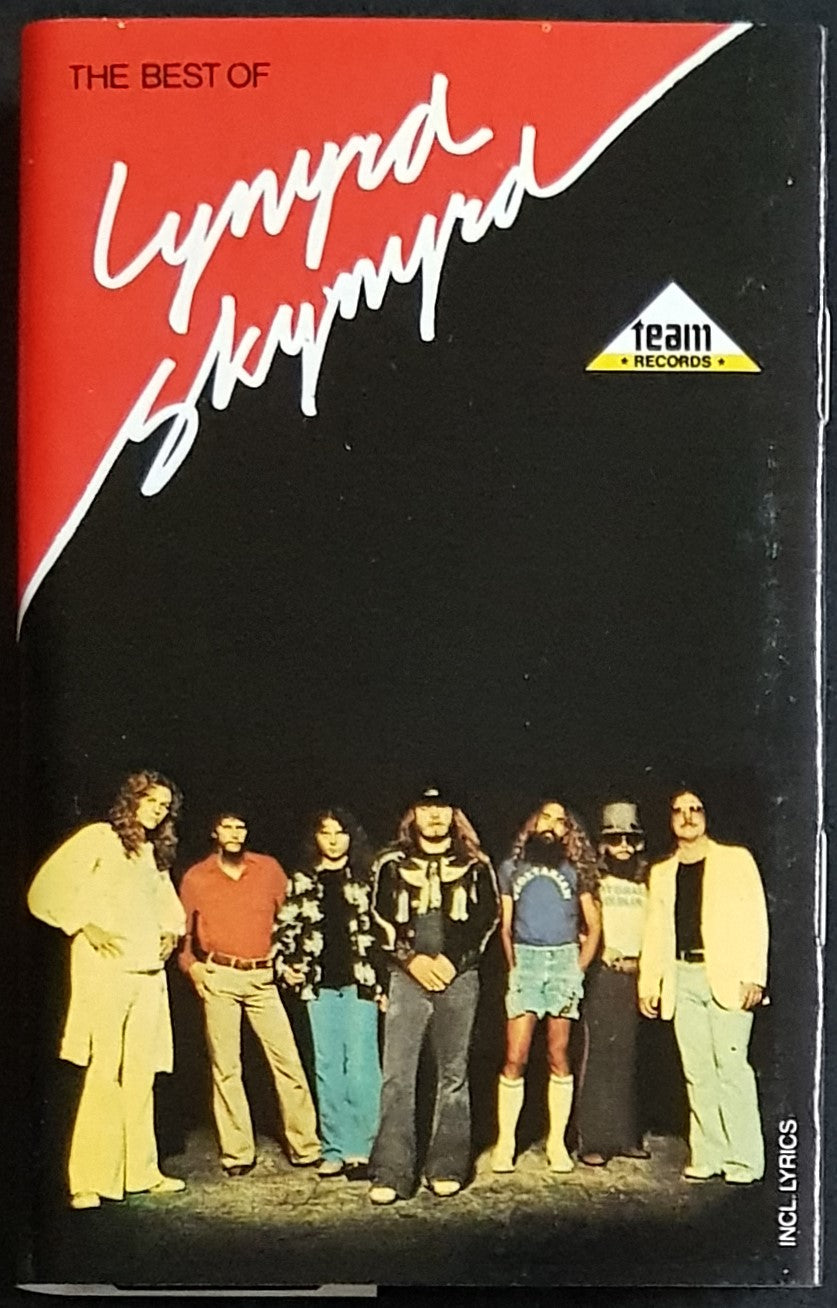 THE BEST OF
Lynyrd
Skynyrd
team
★ RECORDS ★
INCL. LYRICS